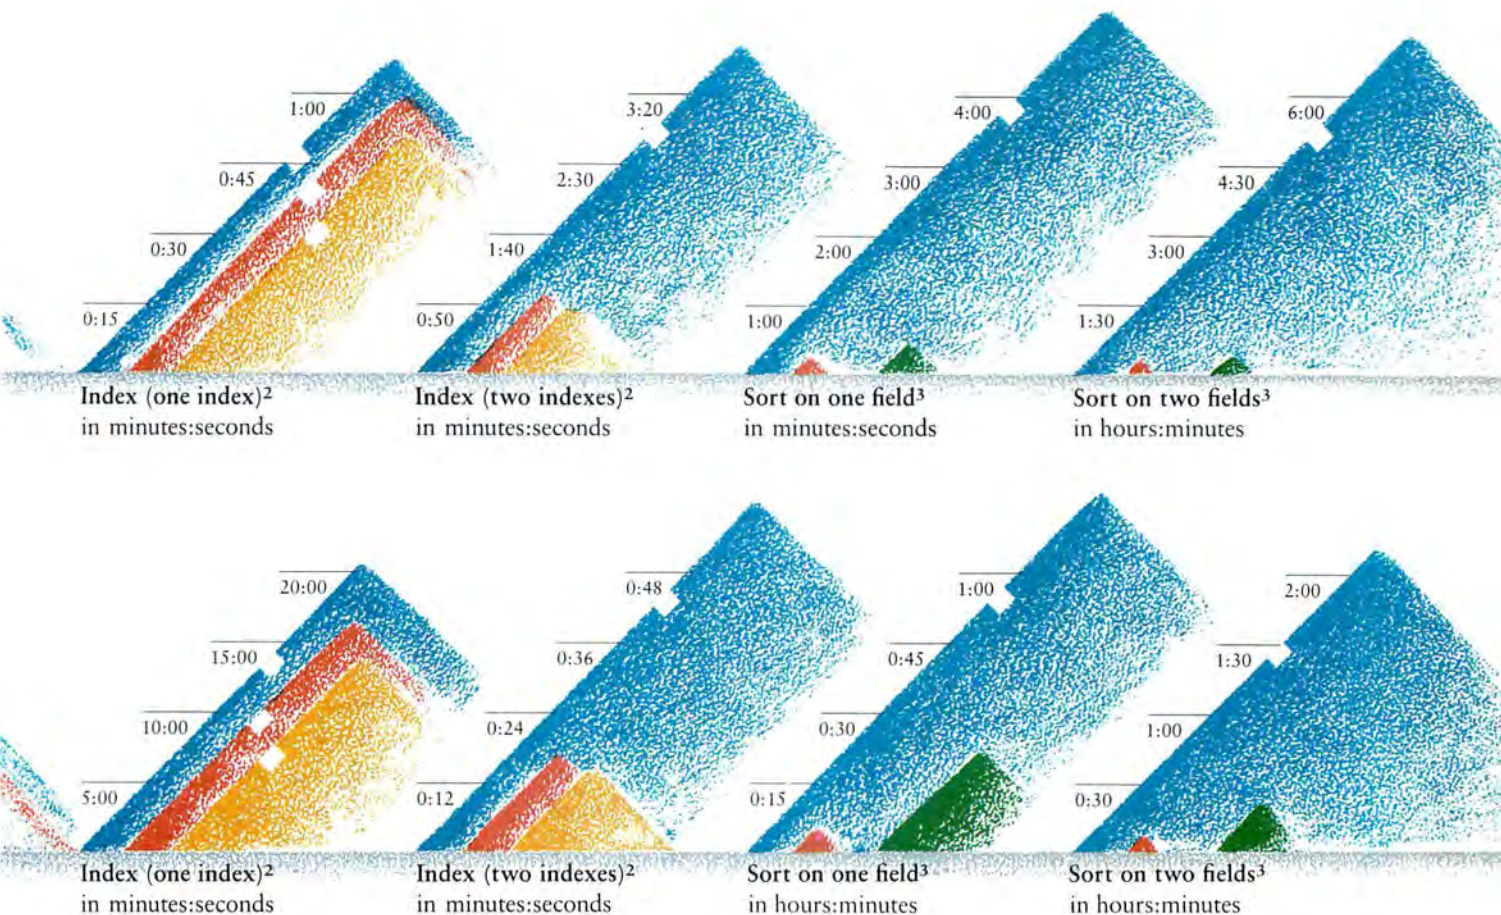 1:00
0:45
0:30
0:15
Index (one index)²
in minutes:seconds
3:20
2:30
1:40
0:50
Index (two indexes)²
in minutes:seconds
4:00
3:00
2:00
1:00
Sort on one field³
in minutes:seconds
6:00
4:30
3:00
1:30
Sort on two fields³
in hours:minutes
20:00
15:00
10:00
5:00
Index (one index)²
in minutes:seconds
0:48
0:36
0:24
0:12
Index (two indexes)²
in minutes:seconds
1:00
0:45
0:30
0:15
Sort on one field³
in hours:minutes
2:00
1:30
1:00
0:30
Sort on two fields³
in hours:minutes